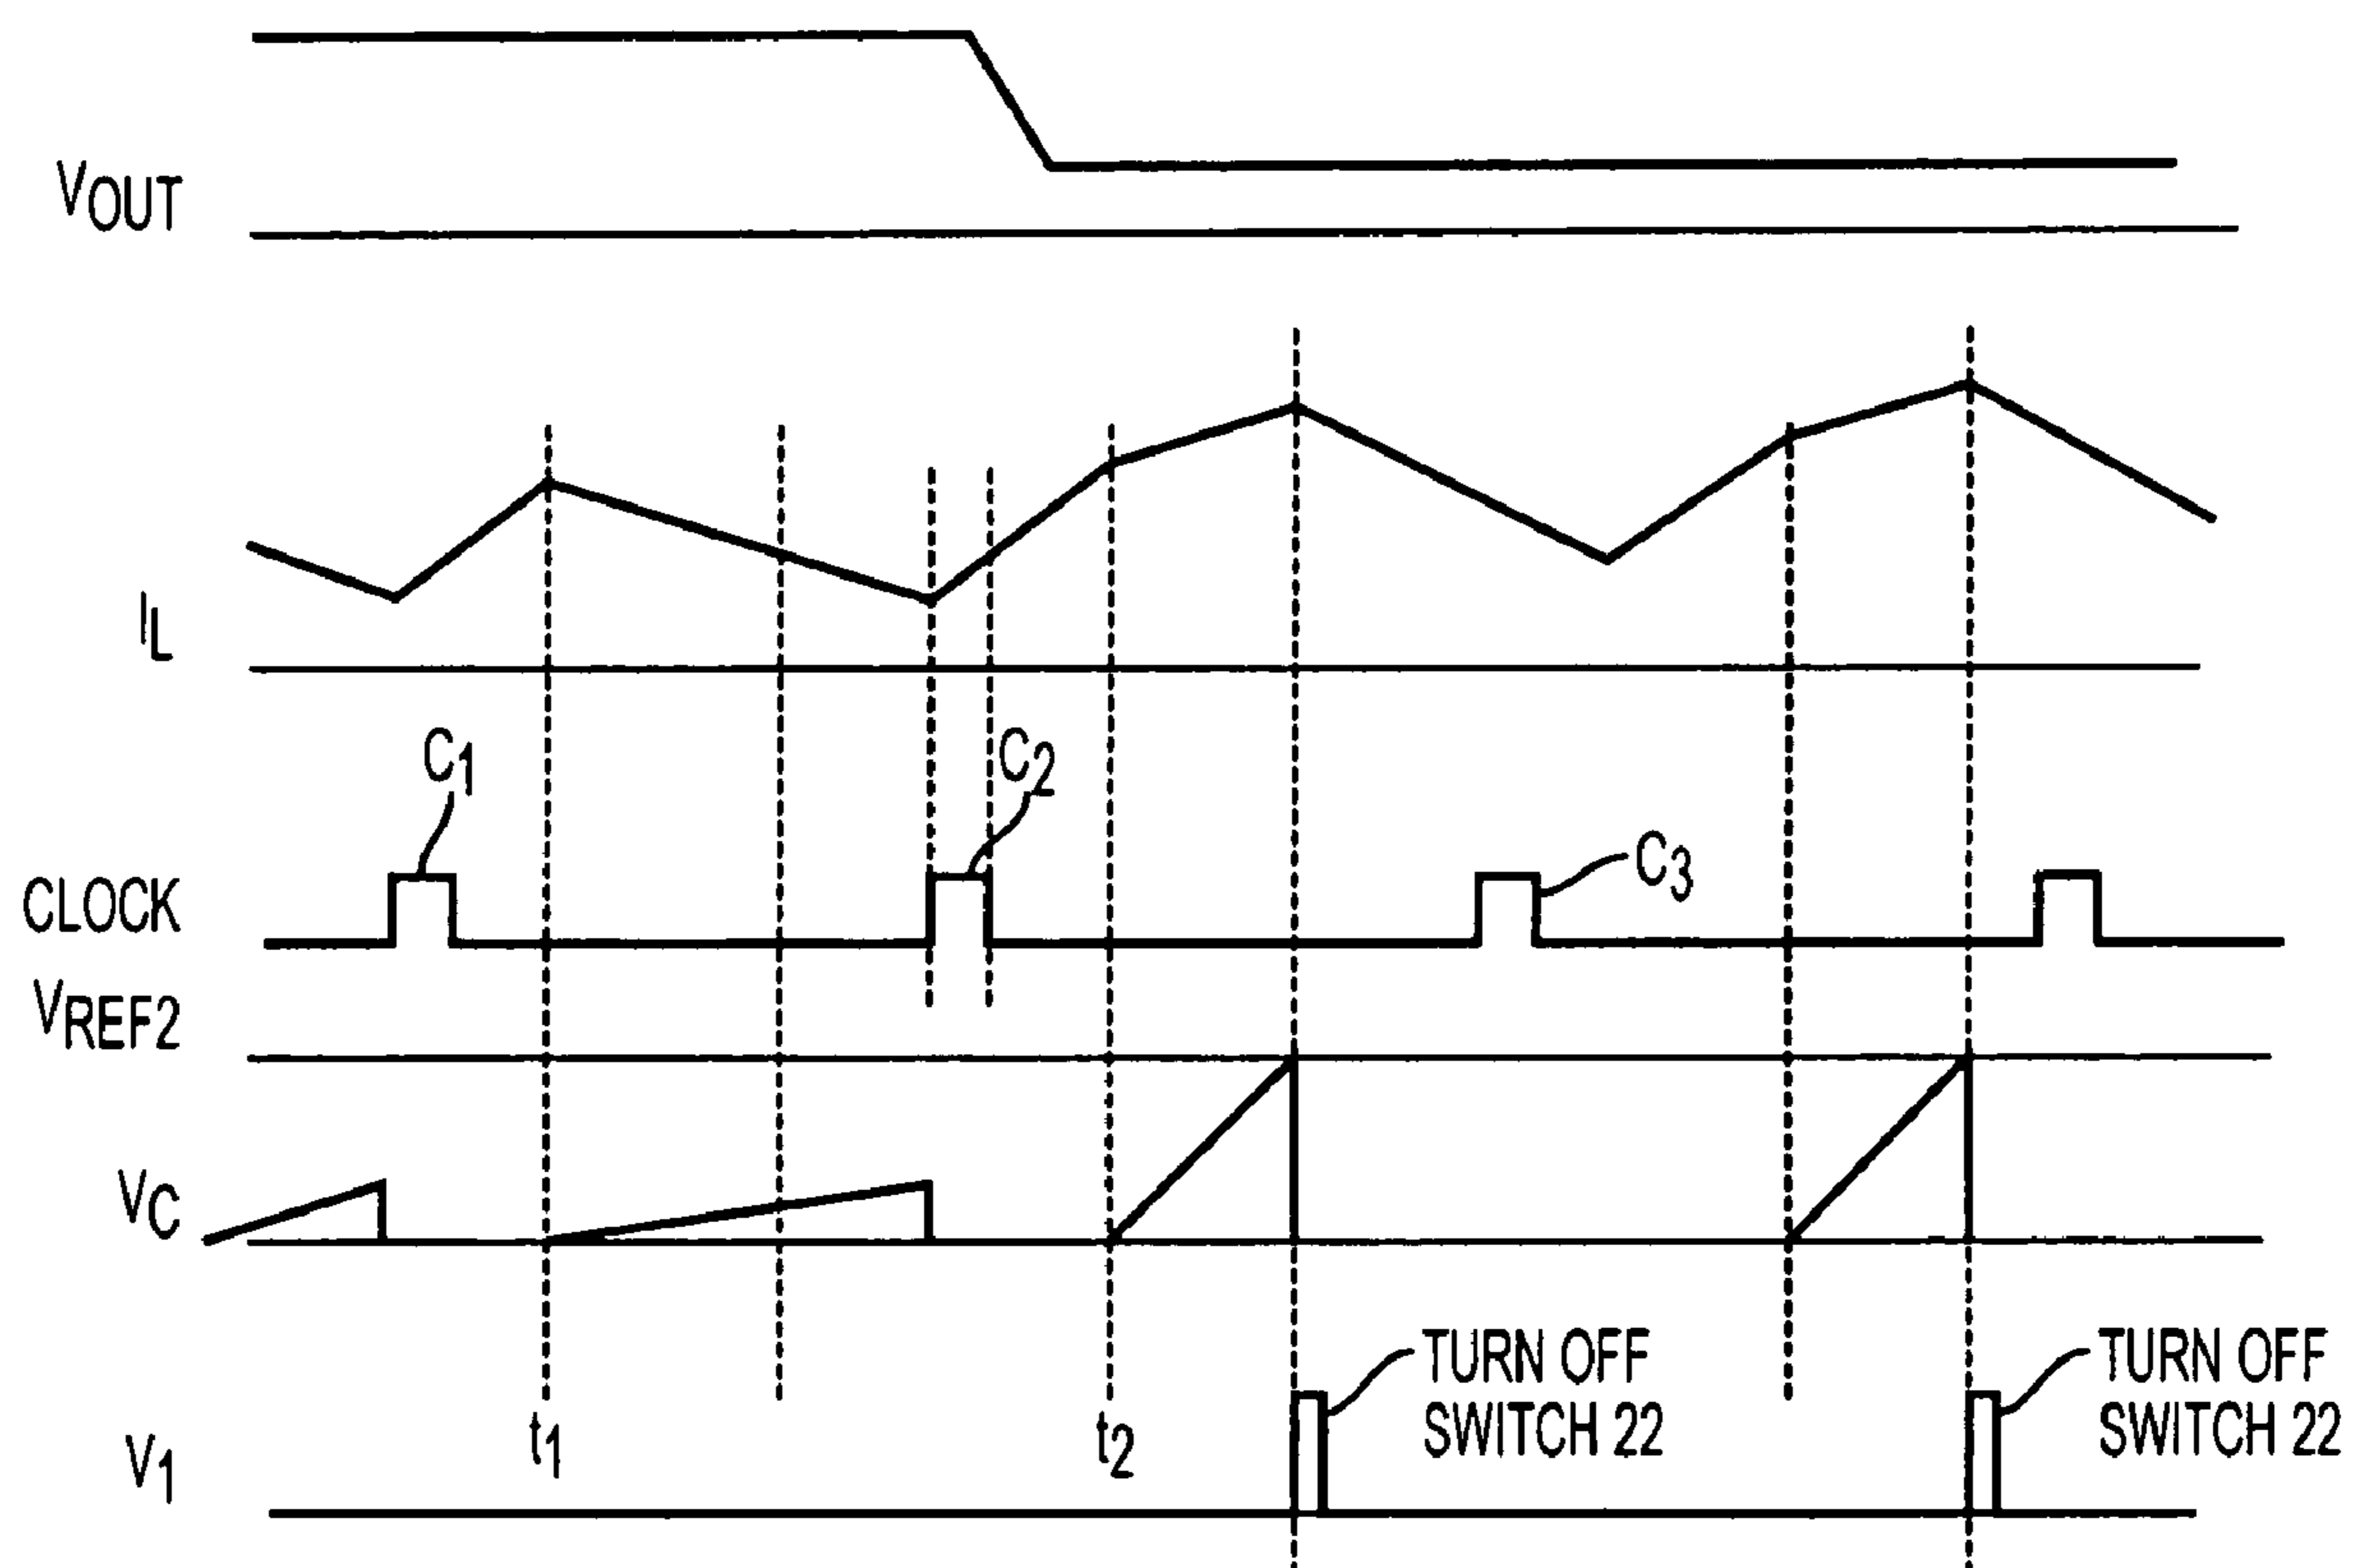 VOUT
IL
C1
C2
CLOCK
C3
VREF2
VC
TURN OFF
SWITCH 22
TURN OFF
SWITCH 22
t1
t2
V1